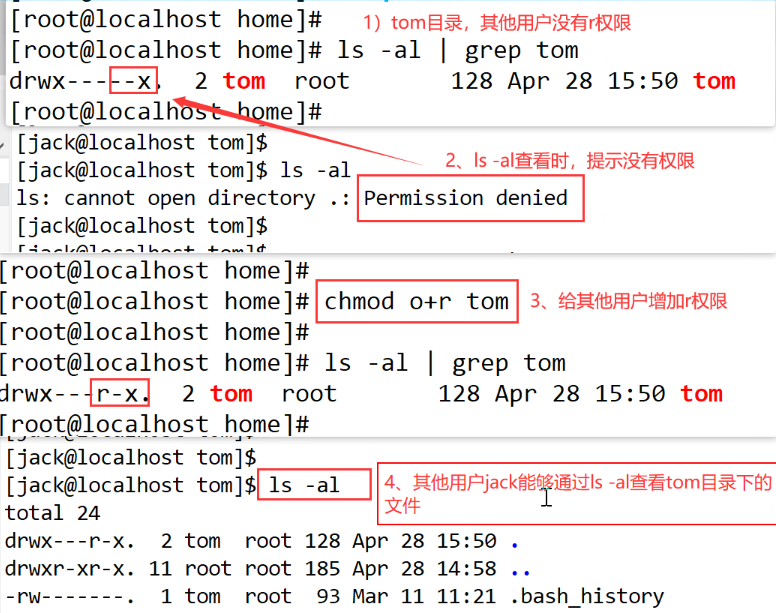 [root@localhost home]#
1）tom目录，其他用户没有r权限
[root@localhost home]# ls -al | grep tom
drwx-----x. 2 tom root 128 Apr 28 15:50 tom
[root@localhost home]#
[jack@localhost tom]$
[jack@localhost tom]$ ls -al
2、ls -al查看时，提示没有权限
ls: cannot open directory .: Permission denied
[jack@localhost tom]$
[root@localhost home]#
[root@localhost home]# chmod o+r tom
3、给其他用户增加r权限
[root@localhost home]#
[root@localhost home]# ls -al | grep tom
drwx---r-x. 2 tom root 128 Apr 28 15:50 tom
[root@localhost home]#
[jack@localhost tom]$
[jack@localhost tom]$ ls -al
4、其他用户jack能够通过ls -al查看tom目录下的
文件
total 24
drwx---r-x. 2 tom root 128 Apr 28 15:50 .
drwxr-xr-x. 11 root root 185 Apr 28 14:58 ..
-rw-------. 1 tom root 93 Mar 11 11:21 .bash_history